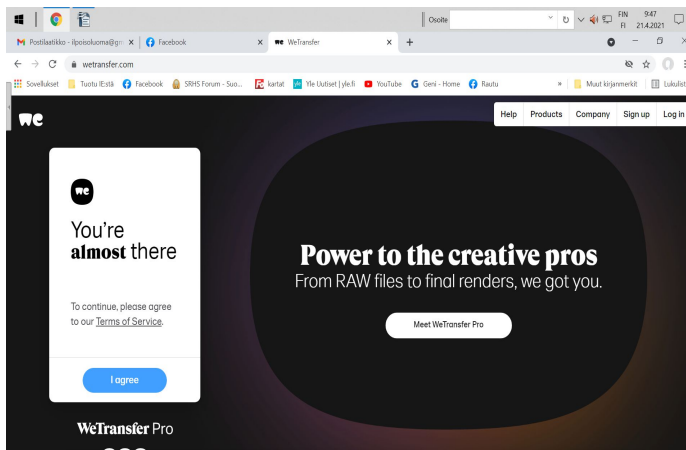 Osoite
FIN
FI
9:47
21.4.2021
Postilaatikko - ilpoisoluoma@gm
Facebook
WeTransfer
wetransfer.com
Sovellukset
Tuotu IE:stä
Facebook
SRHS Forum - Suo...
kartat
Yle Uutiset | yle.fi
YouTube
Geni - Home
Rautu
»
Muut kirjanmerkit
Lukulist
we
Help Products Company Sign up Log in
we
You're
almost there
To continue, please agree
to our Terms of Service.
I agree
Power to the creative pros
From RAW files to final renders, we got you.
Meet WeTransfer Pro
WeTransfer Pro